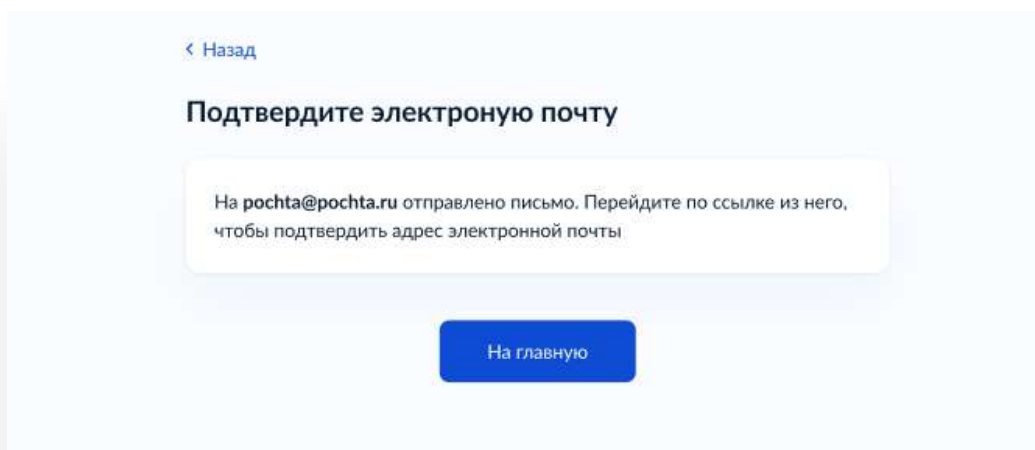 Назад
Подтвердите электроную почту
На pochta@pochta.ru отправлено письмо. Перейдите по ссылке из него,
чтобы подтвердить адрес электронной почты
На главную